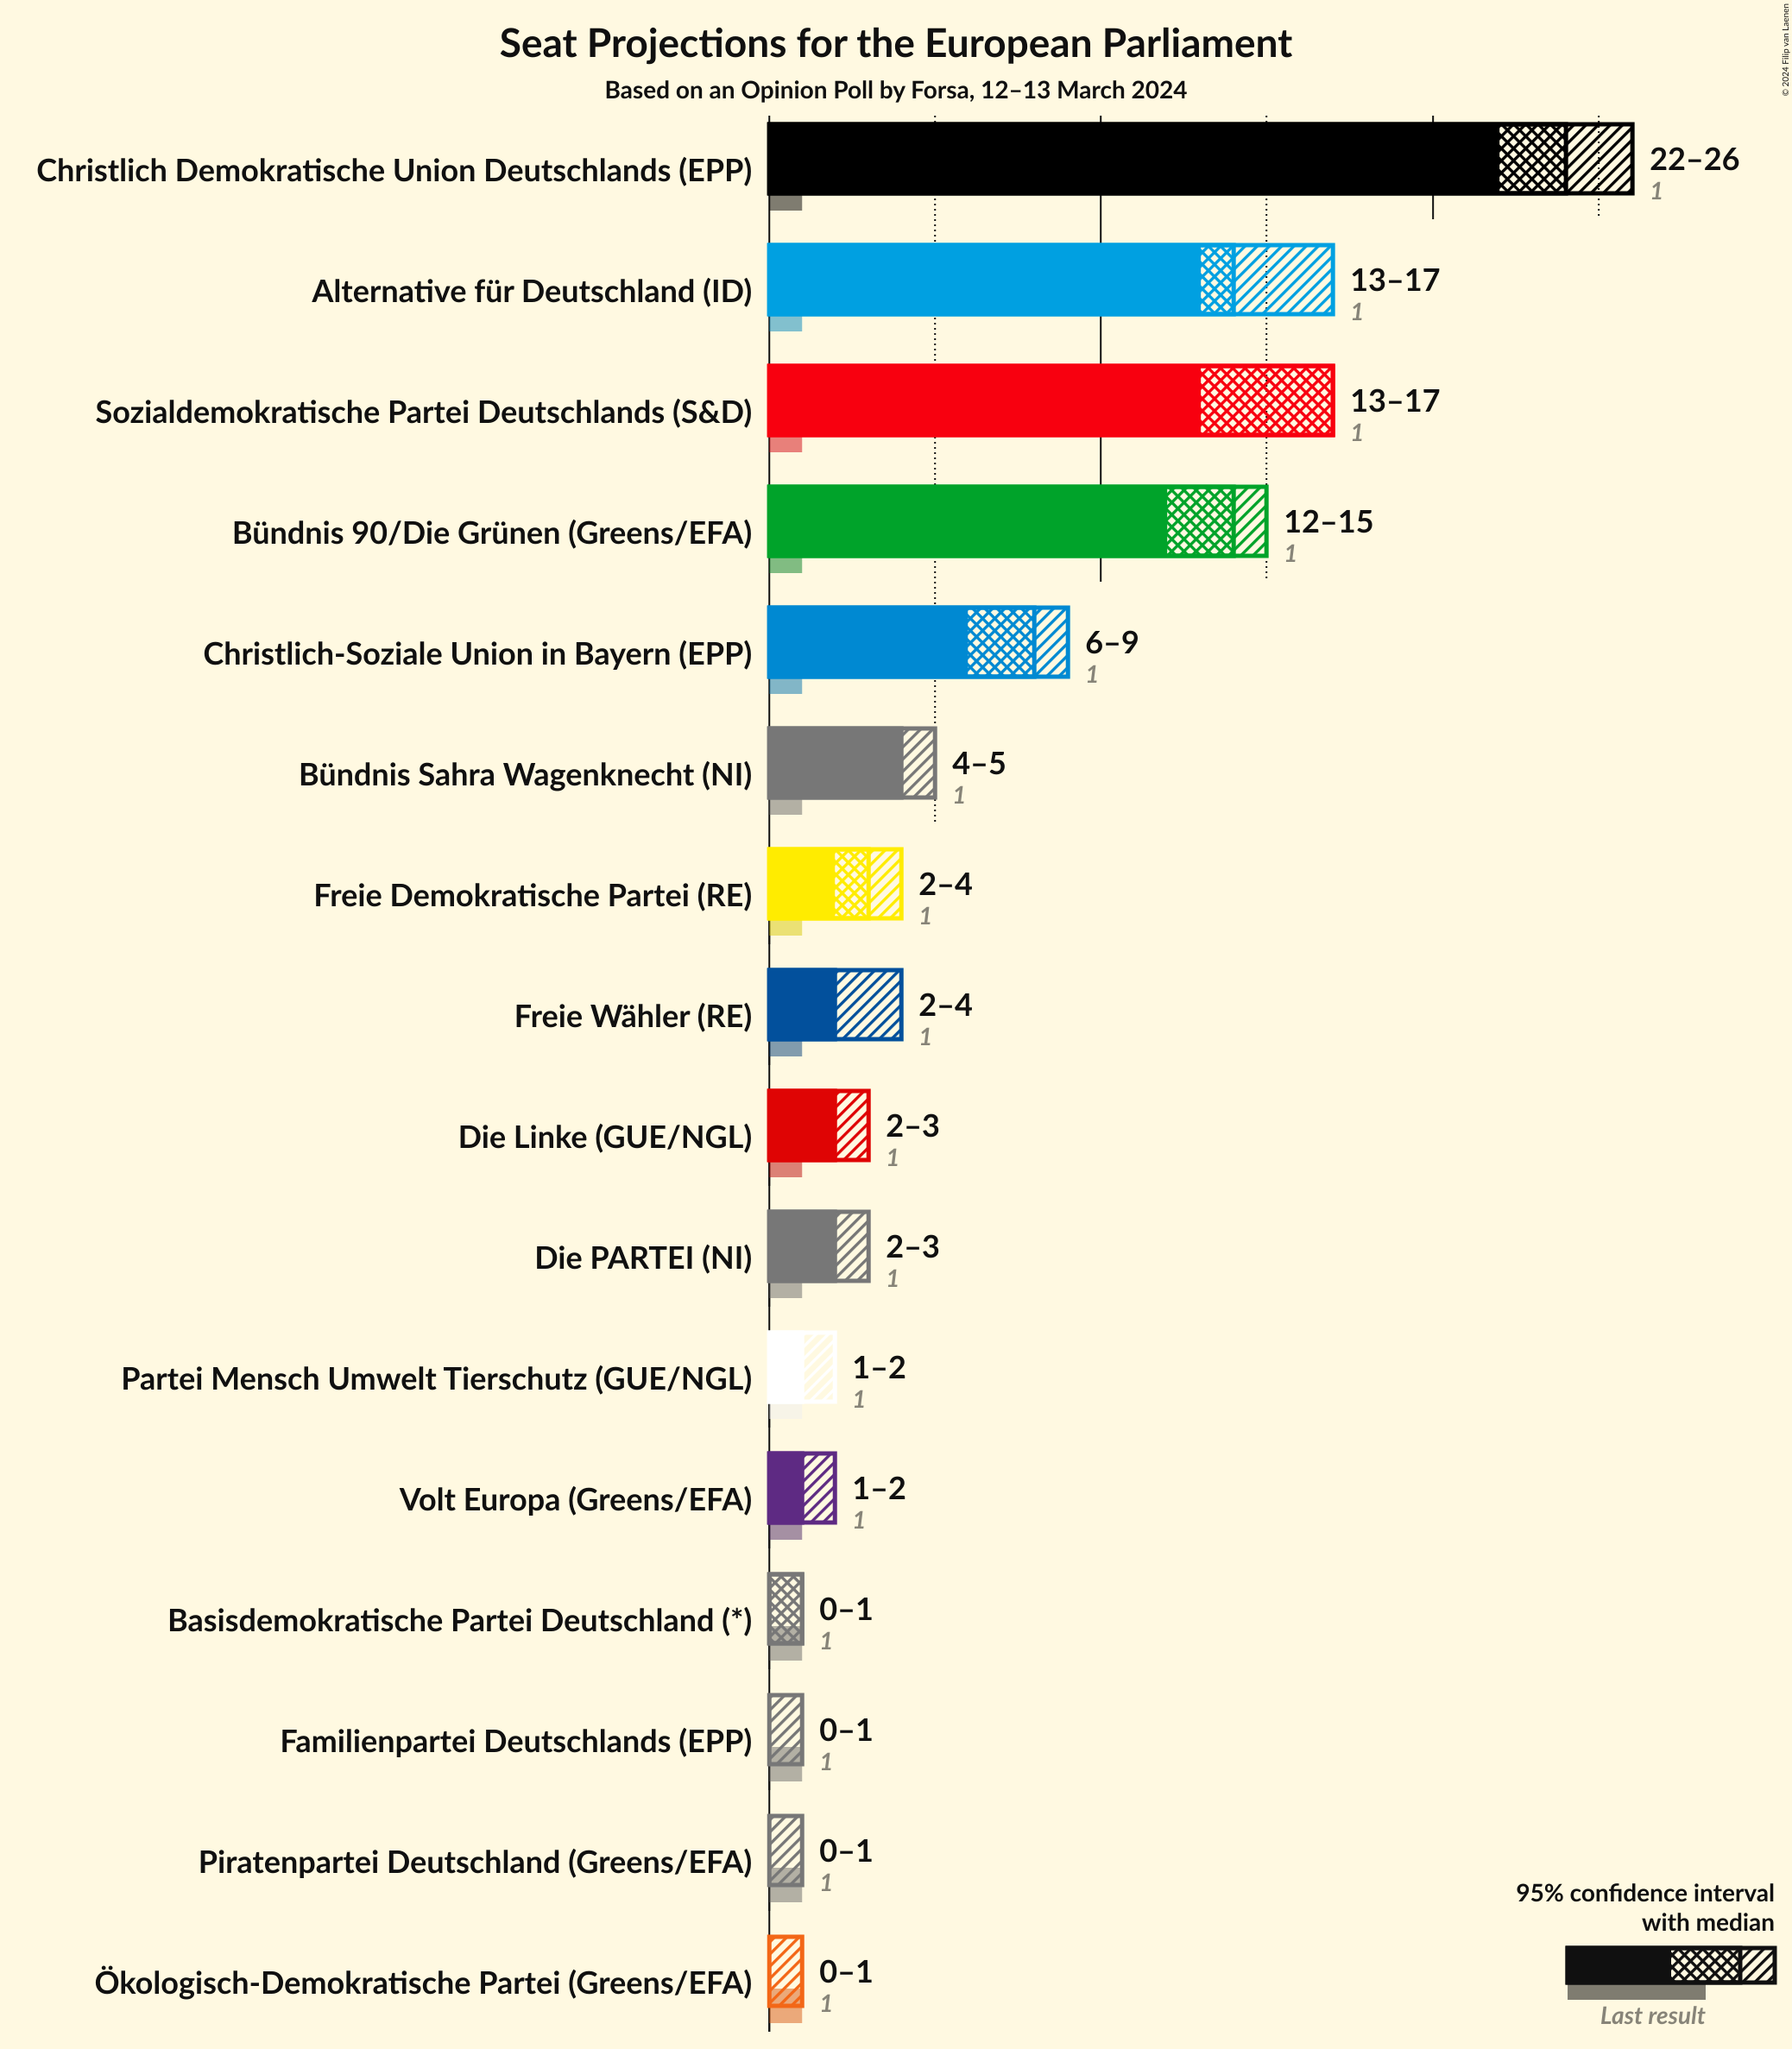 Seat Projections for the European Parliament
Based on an Opinion Poll by Forsa, 12–13 March 2024
© 2024 Filip van Laenen
Christlich Demokratische Union Deutschlands (EPP)
22–26
1
Alternative für Deutschland (ID)
13–17
1
Sozialdemokratische Partei Deutschlands (S&D)
13–17
1
Bündnis 90/Die Grünen (Greens/EFA)
12–15
1
Christlich-Soziale Union in Bayern (EPP)
6–9
1
Bündnis Sahra Wagenknecht (NI)
4–5
1
Freie Demokratische Partei (RE)
2–4
1
Freie Wähler (RE)
2–4
1
Die Linke (GUE/NGL)
2–3
1
Die PARTEI (NI)
2–3
1
Partei Mensch Umwelt Tierschutz (GUE/NGL)
1–2
1
Volt Europa (Greens/EFA)
1–2
1
Basisdemokratische Partei Deutschland (*)
0–1
1
Familienpartei Deutschlands (EPP)
0–1
1
Piratenpartei Deutschland (Greens/EFA)
0–1
1
Ökologisch-Demokratische Partei (Greens/EFA)
0–1
1
95% confidence interval
with median
Last result